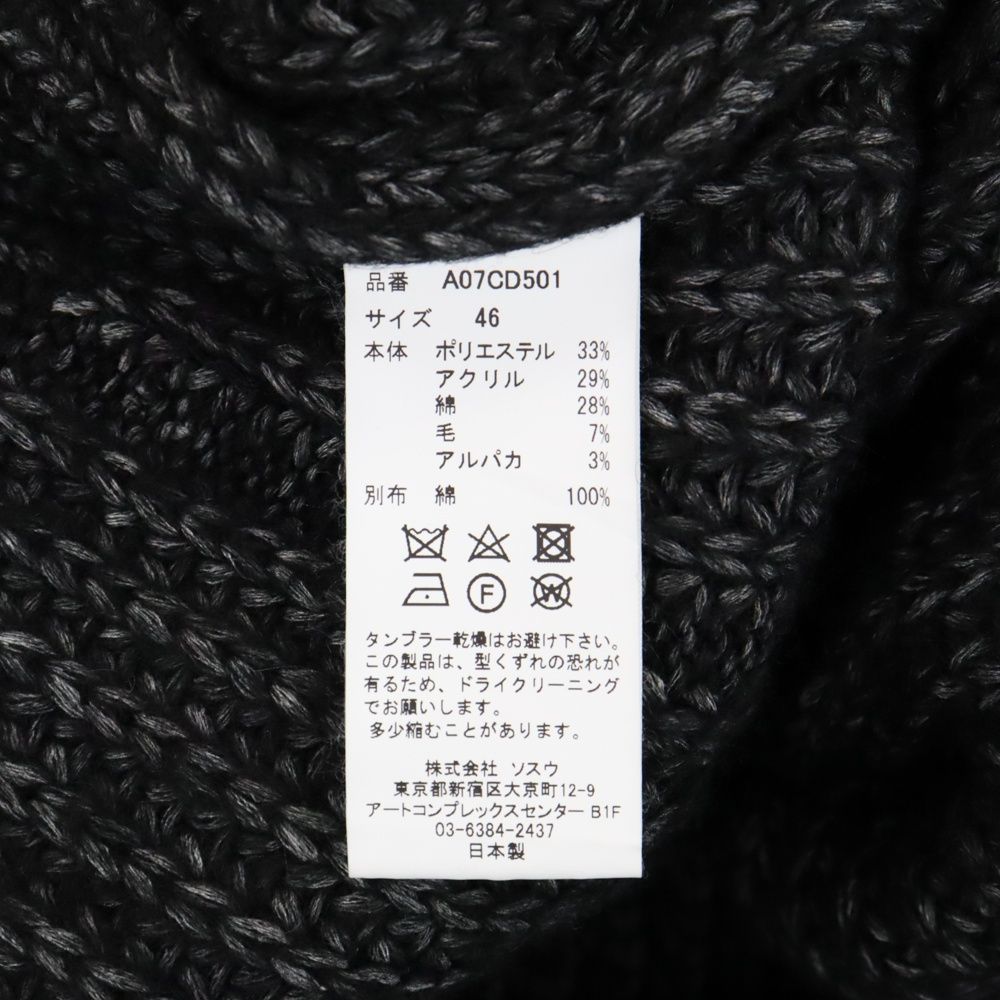 品番 A07CD501
サイズ 46
本体 ポリエステル 33%
アクリル 29%
綿 28%
毛 7%
アルパカ 3%
別布 綿 100%
F W
タンブラー乾燥はお避け下さい。
この製品は、型くずれの恐れが
有るため、ドライクリーニング
でお願いします。
多少縮むことがあります。
株式会社 ソスウ
東京都新宿区大京町12-9
アートコンプレックスセンター B1F
03-6384-2437
日本製